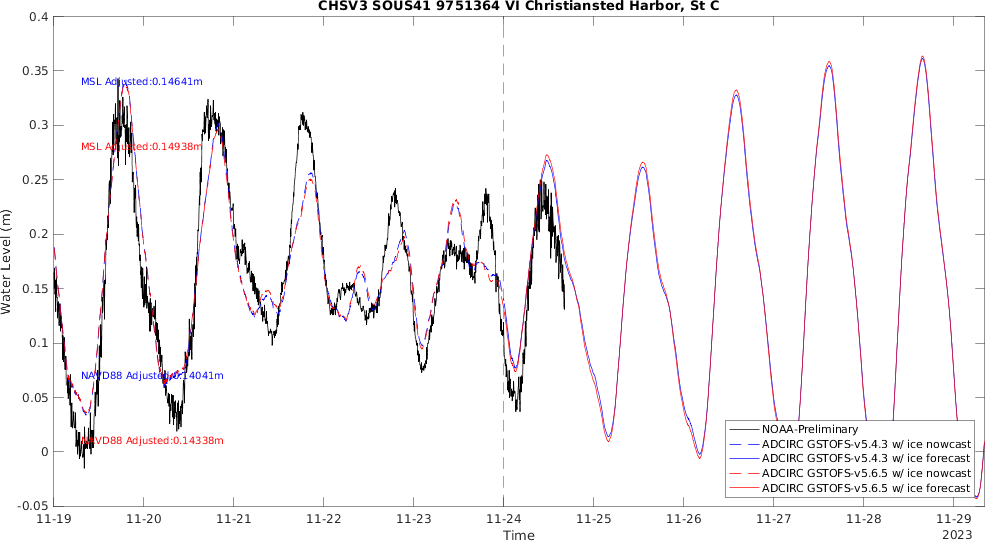 CHSV3 SOUS41 9751364 VI Christiansted Harbor, St C
0.4
0.35
0.3
0.25
0.2
0.15
0.1
0.05
0
-0.05
Water Level (m)
MSL Adjusted:0.14641m
MSL Adjusted:0.14938m
NAVD88 Adjusted:0.14041m
NAVD88 Adjusted:0.14338m
NOAA-Preliminary
ADCIRC GSTOFS-v5.4.3 w/ ice nowcast
ADCIRC GSTOFS-v5.4.3 w/ ice forecast
ADCIRC GSTOFS-v5.6.5 w/ ice nowcast
ADCIRC GSTOFS-v5.6.5 w/ ice forecast
11-19 11-20 11-21 11-22 11-23 11-24 11-25 11-26 11-27 11-28 11-29
Time
2023